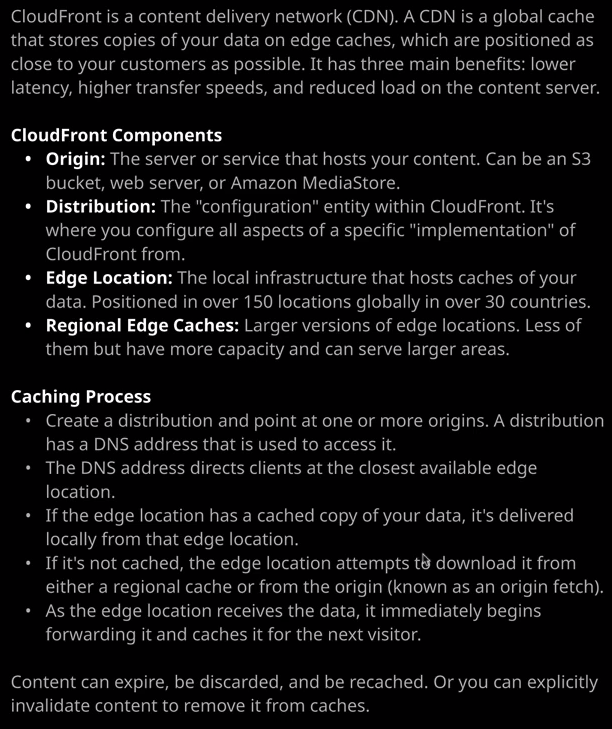 CloudFront is a content delivery network (CDN). A CDN is a global cache
that stores copies of your data on edge caches, which are positioned as
close to your customers as possible. It has three main benefits: lower
latency, higher transfer speeds, and reduced load on the content server.
CloudFront Components
• Origin: The server or service that hosts your content. Can be an S3
bucket, web server, or Amazon MediaStore.
• Distribution: The "configuration" entity within CloudFront. It's
where you configure all aspects of a specific "implementation" of
CloudFront from.
• Edge Location: The local infrastructure that hosts caches of your
data. Positioned in over 150 locations globally in over 30 countries.
• Regional Edge Caches: Larger versions of edge locations. Less of
them but have more capacity and can serve larger areas.
Caching Process
• Create a distribution and point at one or more origins. A distribution
has a DNS address that is used to access it.
• The DNS address directs clients at the closest available edge
location.
• If the edge location has a cached copy of your data, it's delivered
locally from that edge location.
• If it's not cached, the edge location attempts to download it from
either a regional cache or from the origin (known as an origin fetch).
• As the edge location receives the data, it immediately begins
forwarding it and caches it for the next visitor.
Content can expire, be discarded, and be recached. Or you can explicitly
invalidate content to remove it from caches.